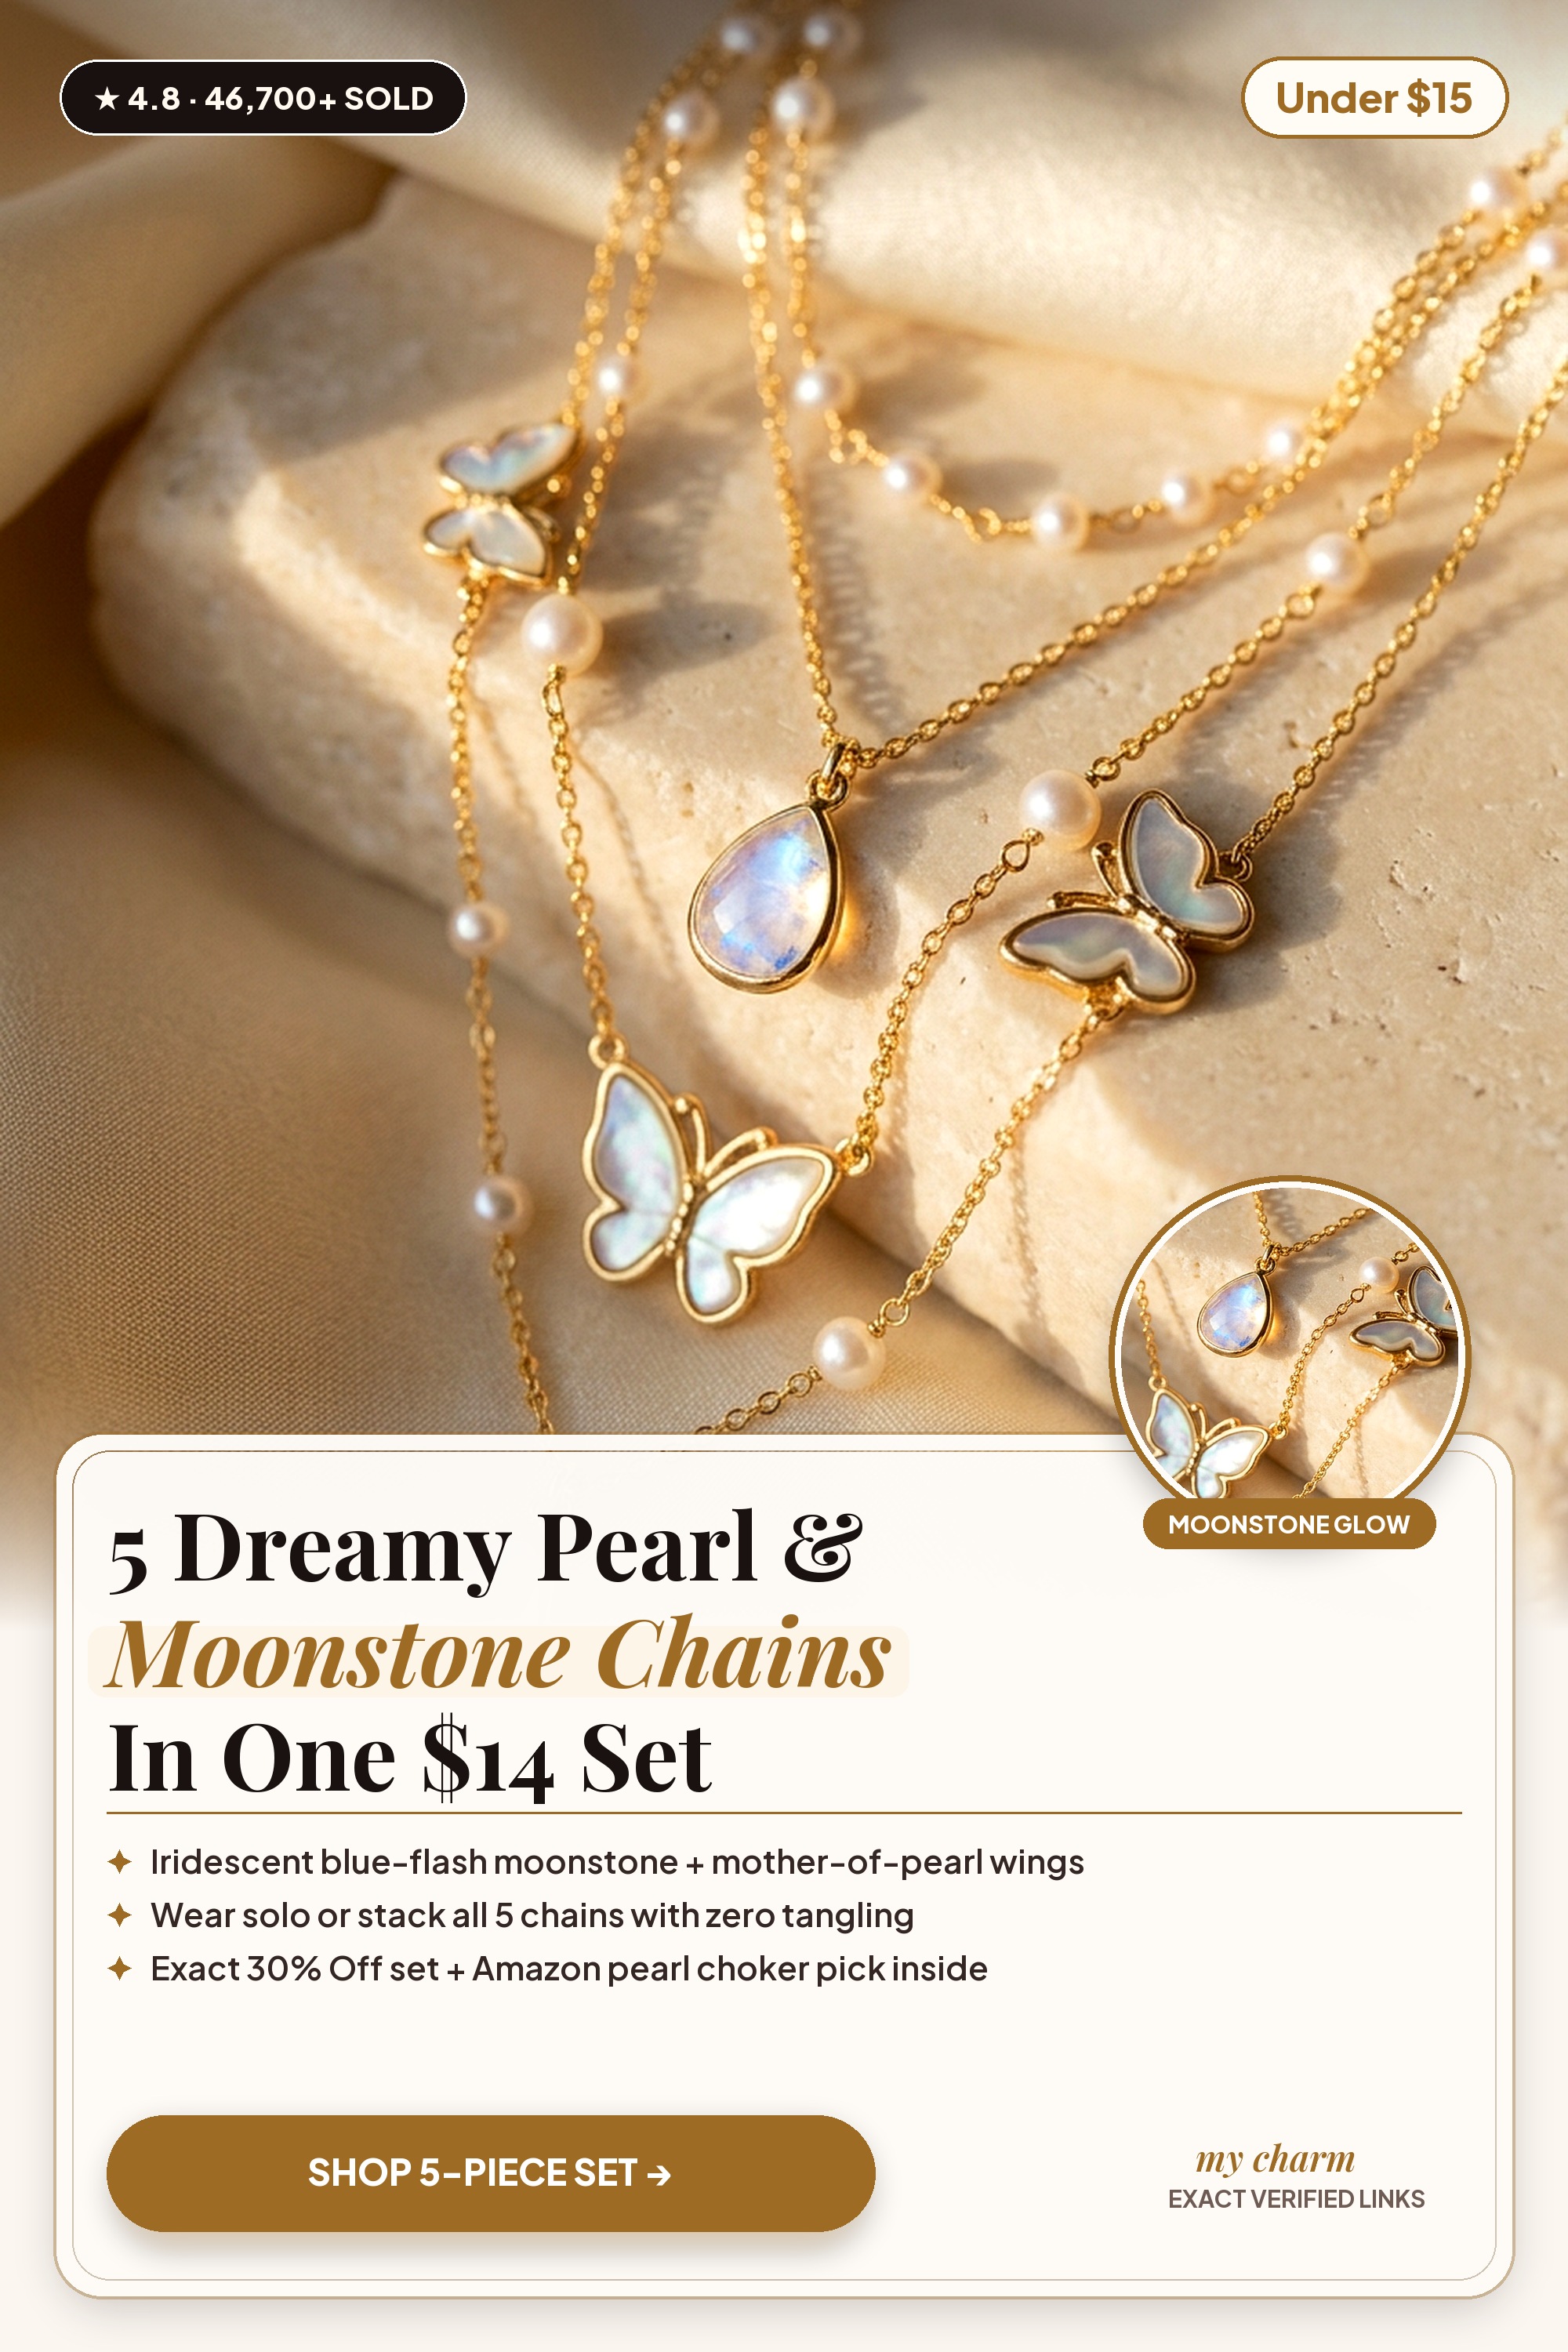 ★ 4.8 · 46,700+ SOLD
Under $15
MOONSTONE GLOW
5 Dreamy Pearl &
Moonstone Chains
In One $14 Set
✦ Iridescent blue-flash moonstone + mother-of-pearl wings
✦ Wear solo or stack all 5 chains with zero tangling
✦ Exact 30% Off set + Amazon pearl choker pick inside
SHOP 5-PIECE SET →
my charm
EXACT VERIFIED LINKS